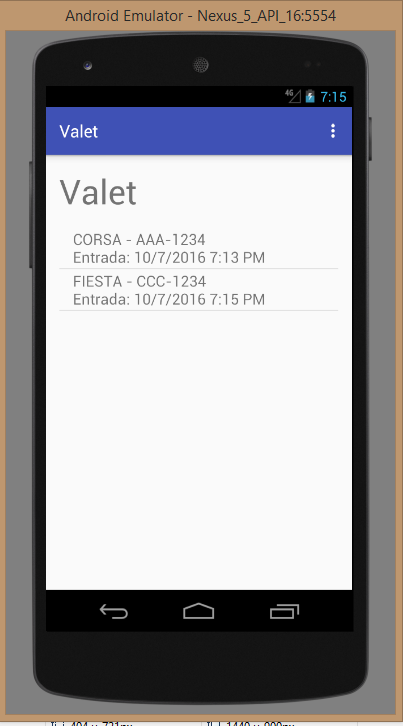 Android Emulator - Nexus_5_API_16:5554
4G 7:15
Valet
Valet
CORSA - AAA-1234
Entrada: 10/7/2016 7:13 PM
FIESTA - CCC-1234
Entrada: 10/7/2016 7:15 PM